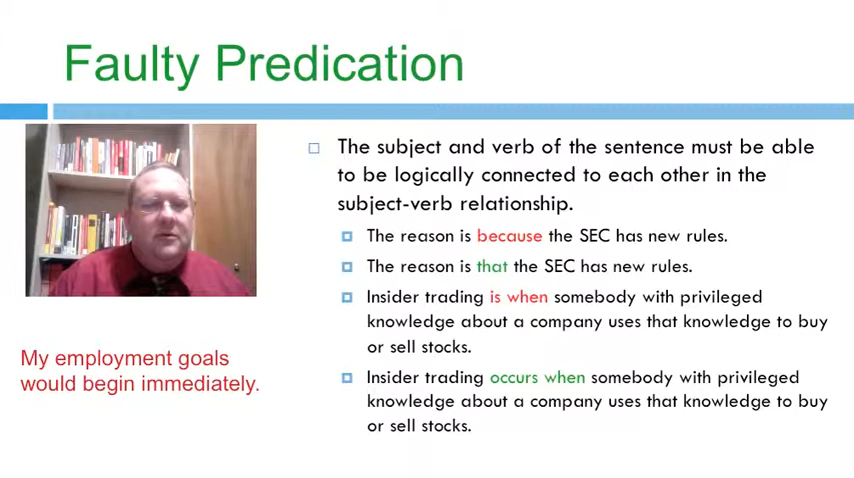 Faulty Predication
The subject and verb of the sentence must be able
to be logically connected to each other in the
subject-verb relationship.
The reason is because the SEC has new rules.
The reason is that the SEC has new rules.
Insider trading is when somebody with privileged
knowledge about a company uses that knowledge to buy
or sell stocks.
Insider trading occurs when somebody with privileged
knowledge about a company uses that knowledge to buy
or sell stocks.
My employment goals
would begin immediately.